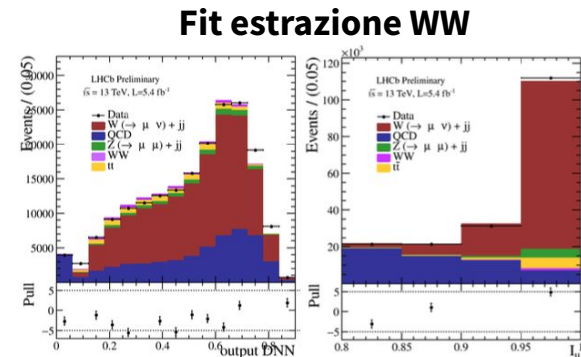 Fit estrazione WW
Events / (0.05)
30000
25000
20000
15000
10000
5000
LHCb Preliminary
√s = 13 TeV, L=5.4 fb⁻¹
Data
W (→ μ ν) + jj
QCD
Z (→ μ μ) + jj
WW
tt̄
Pull
5
0
−5
0 0.2 0.4 0.6 0.8
output DNN
Events / (0.05)
×10³
120
100
80
60
40
20
LHCb Preliminary
√s = 13 TeV, L=5.4 fb⁻¹
Data
W (→ μ ν) + jj
QCD
Z (→ μ μ) + jj
WW
tt̄
Pull
5
0
−5
0.8 0.85 0.9 0.95